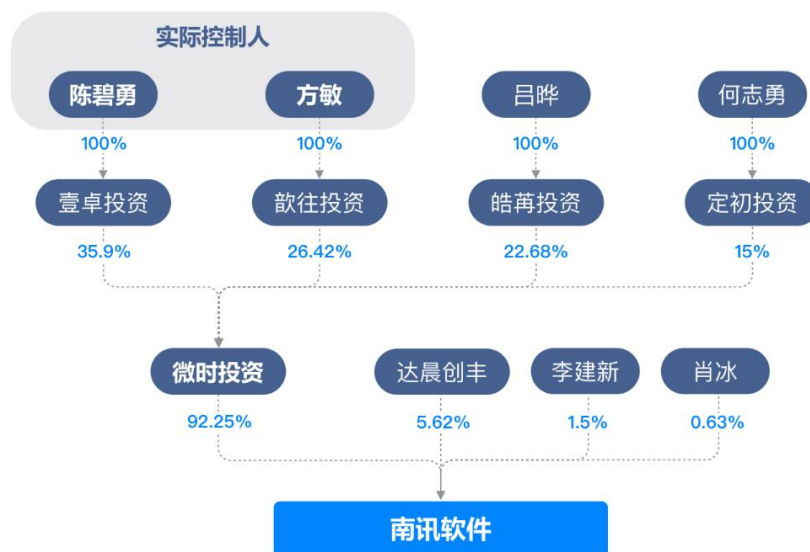 实际控制人
陈碧勇 方敏 吕晔 何志勇
100% 100% 100% 100%
壹卓投资 歆往投资 皓苒投资 定初投资
35.9% 26.42% 22.68% 15%
微时投资 达晨创丰 李建新 肖冰
92.25% 5.62% 1.5% 0.63%
南讯软件